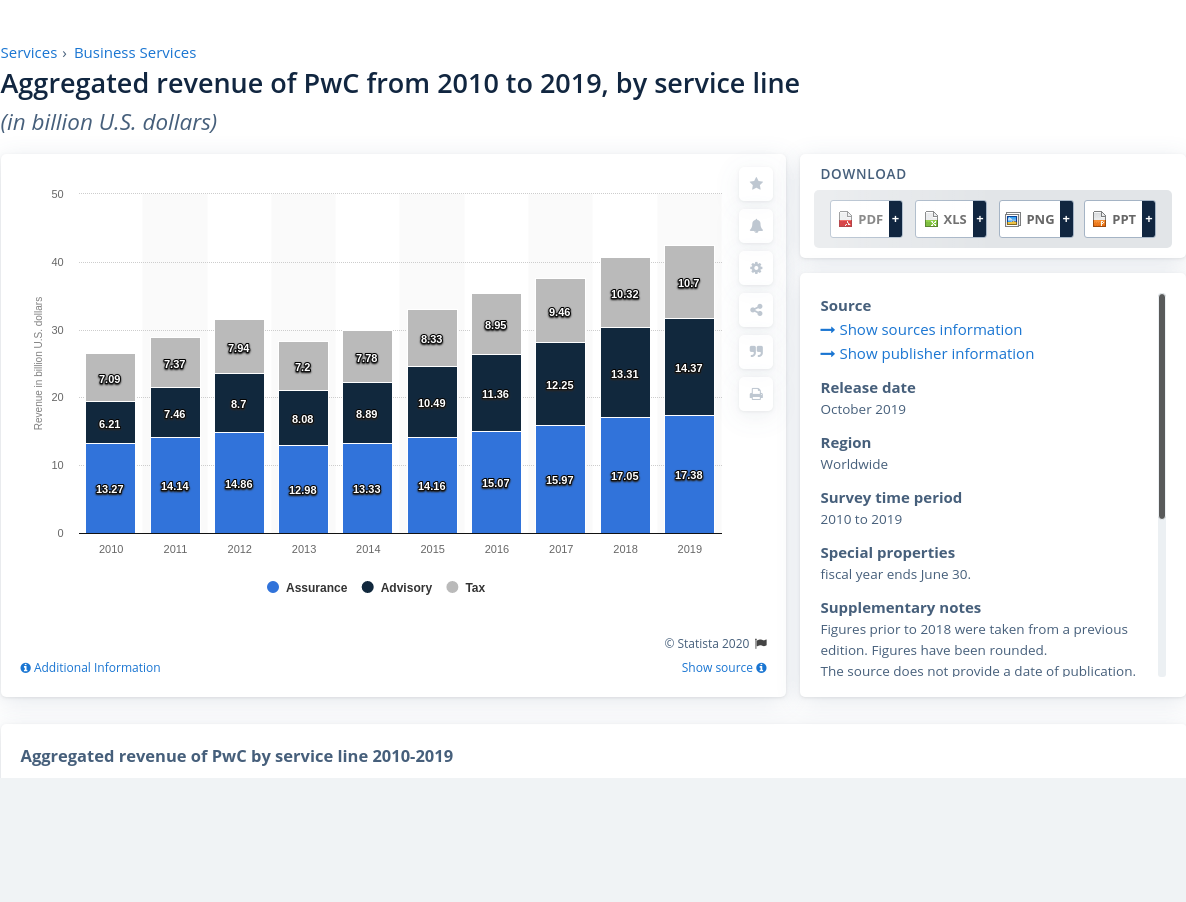 Services › Business Services
Aggregated revenue of PwC from 2010 to 2019, by service line
(in billion U.S. dollars)
Revenue in billion U.S. dollars
50
40
30
20
10
0
7.09
7.37
7.94
7.2
7.78
8.33
8.95
9.46
10.32
10.7
6.21
7.46
8.7
8.08
8.89
10.49
11.36
12.25
13.31
14.37
13.27
14.14
14.86
12.98
13.33
14.16
15.07
15.97
17.05
17.38
2010 2011 2012 2013 2014 2015 2016 2017 2018 2019
Assurance Advisory Tax
© Statista 2020
Additional Information
Show source
DOWNLOAD
PDF + XLS + PNG + PPT +
Source
Show sources information
Show publisher information
Release date
October 2019
Region
Worldwide
Survey time period
2010 to 2019
Special properties
fiscal year ends June 30.
Supplementary notes
Figures prior to 2018 were taken from a previous
edition. Figures have been rounded.
The source does not provide a date of publication.
Aggregated revenue of PwC by service line 2010-2019